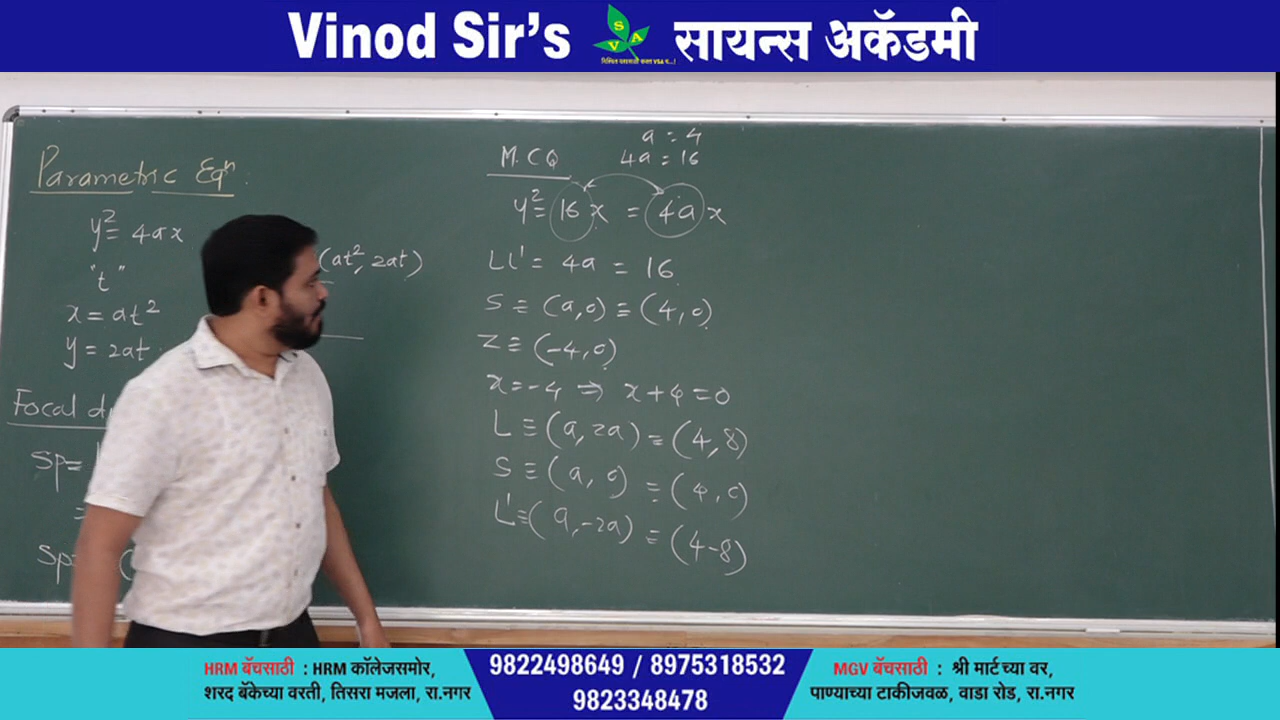 Vinod Sir's VSA सायन्स अकॅडमी
Parametric Eqⁿ.
y² = 4ax
"t"
x = at²
y = 2at.
(at², 2at)
Focal d
SP=
=
SP= (
M.C.Q
a = 4
4a = 16
y² = 16x = 4ax
LL' = 4a = 16
S ≡ (a,0) ≡ (4,0)
Z ≡ (-4,0)
x = -4 ⇒ x+4 = 0
L ≡ (a, 2a) ≡ (4,8)
S ≡ (a, 0) ≡ (4,0)
L' ≡ (a,-2a) ≡ (4-8)
HRM बॅचसाठी : HRM कॉलेजसमोर,
शरद बँकेच्या वरती, तिसरा मजला, रा.नगर
9822498649 / 8975318532
9823348478
MGV बॅचसाठी : श्री मार्टच्या वर,
पाण्याच्या टाकीजवळ, वाडा रोड, रा.नगर